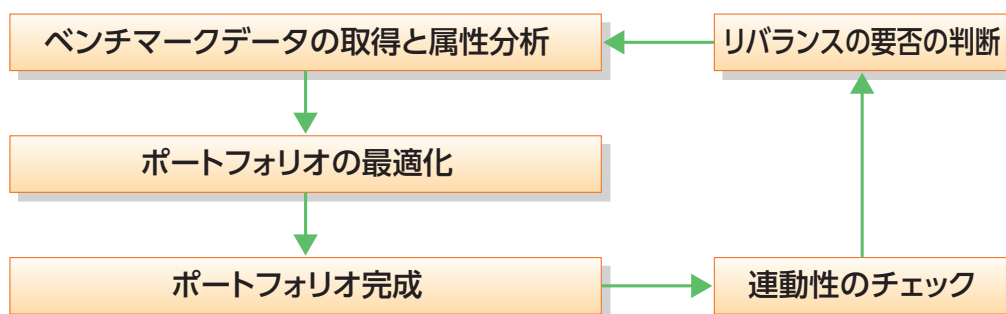 ベンチマークデータの取得と属性分析
リバランスの要否の判断
ポートフォリオの最適化
ポートフォリオ完成
連動性のチェック